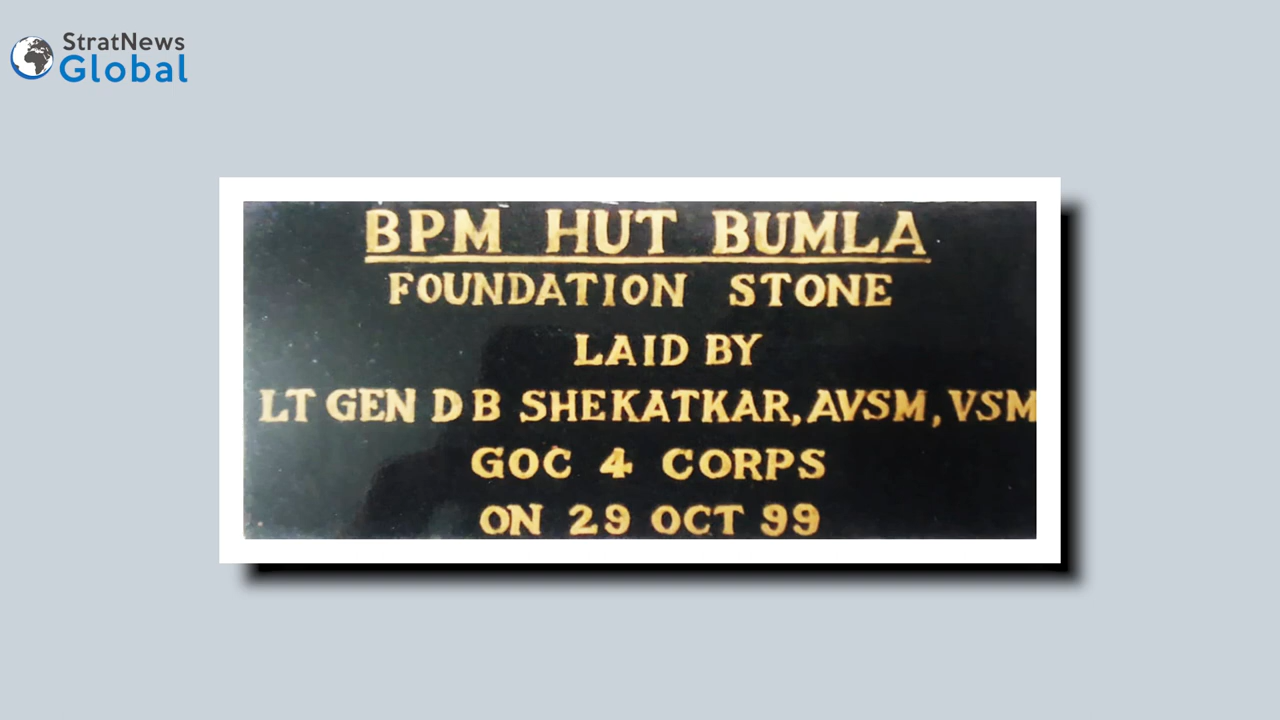 StratNews
Global
BPM HUT BUMLA
FOUNDATION STONE
LAID BY
LT GEN D B SHEKATKAR, AVSM, VSM
GOC 4 CORPS
ON 29 OCT 99